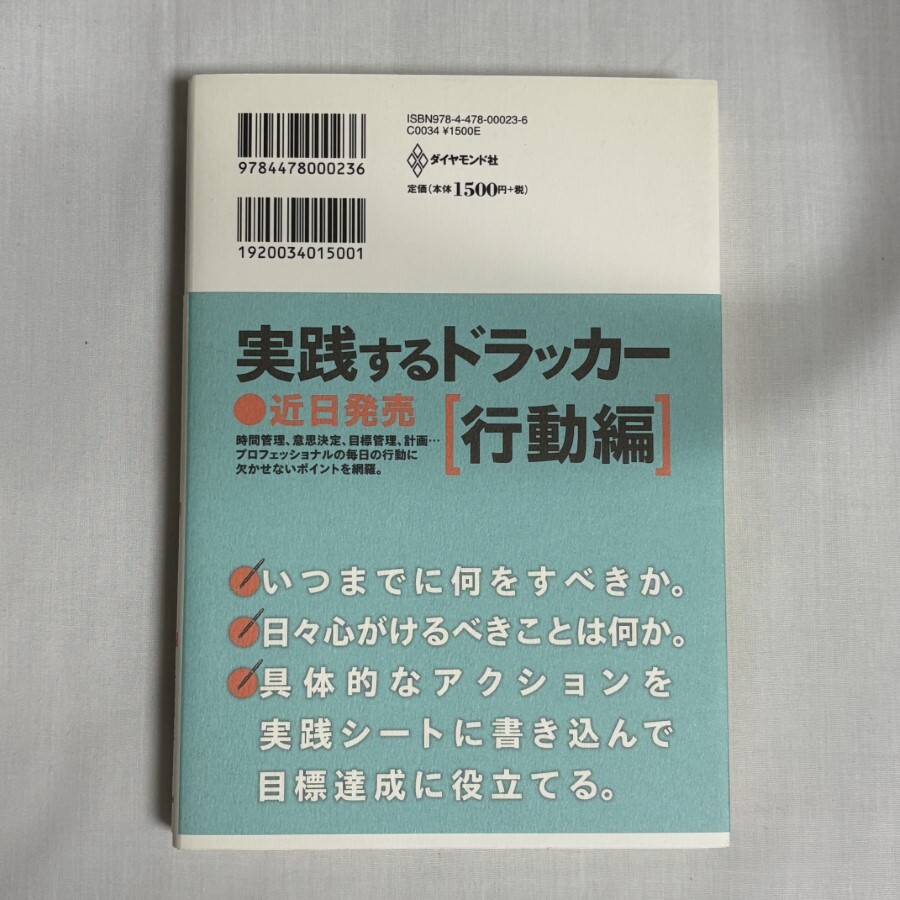 ISBN978-4-478-00023-6
C0034 ¥1500E
ダイヤモンド社
定価(本体1500円+税)
9784478000236
1920034015001
実践するドラッカー
●近日発売
[行動編]
時間管理、意思決定、目標管理、計画…
プロフェッショナルの毎日の行動に
欠かせないポイントを網羅。
いつまでに何をすべきか。
日々心がけるべきことは何か。
具体的なアクションを
実践シートに書き込んで
目標達成に役立てる。